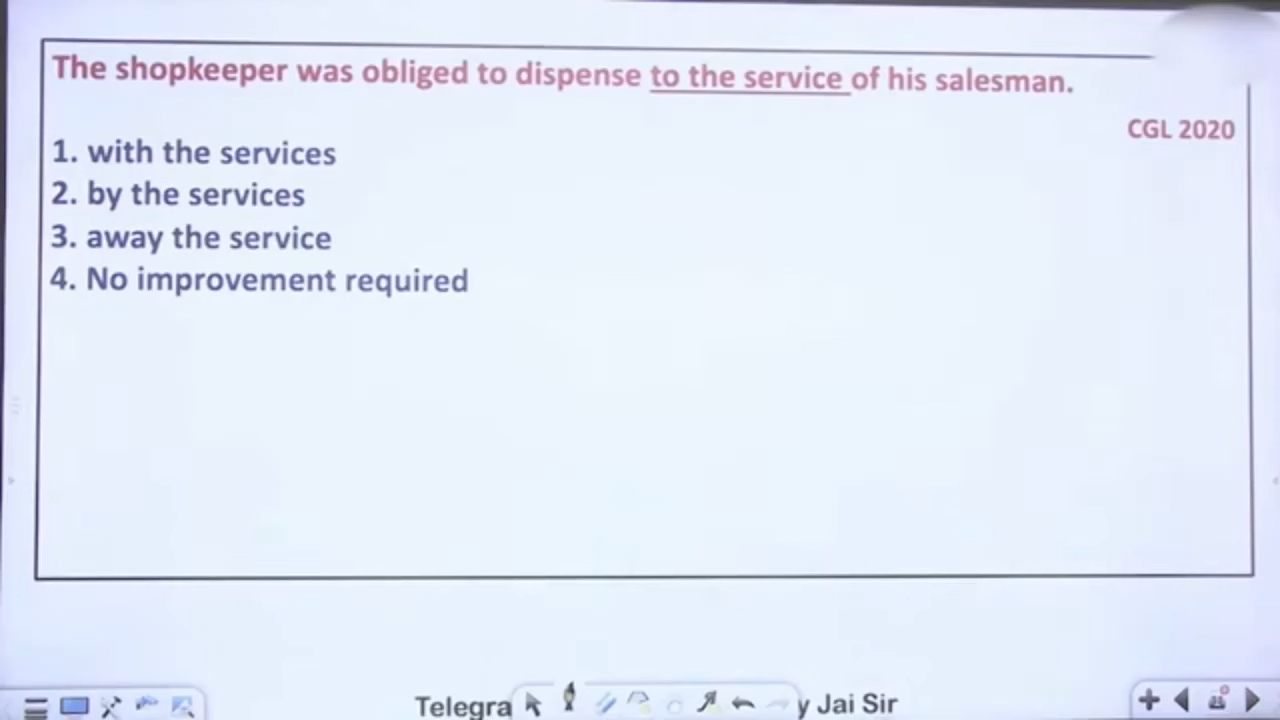 The shopkeeper was obliged to dispense to the service of his salesman.
CGL 2020
1. with the services
2. by the services
3. away the service
4. No improvement required
Telegra y Jai Sir